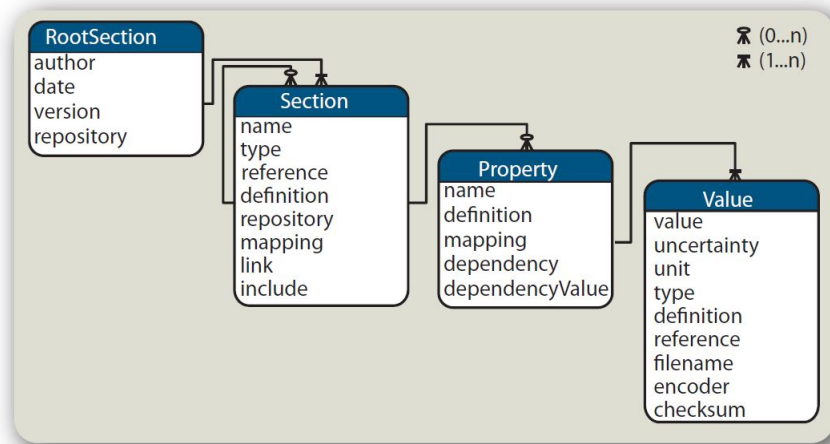 RootSection
author
date
version
repository
(0...n)
(1...n)
Section
name
type
reference
definition
repository
mapping
link
include
Property
name
definition
mapping
dependency
dependencyValue
Value
value
uncertainty
unit
type
definition
reference
filename
encoder
checksum